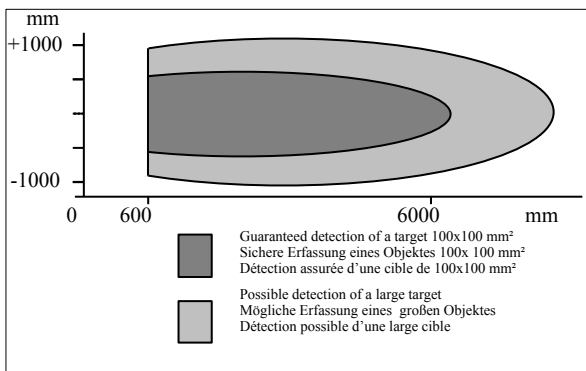 mm
+1000
-1000
0 600 6000 mm
Guaranteed detection of a target 100x100 mm²
Sichere Erfassung eines Objektes 100x 100 mm²
Détection assurée d'une cible de 100x100 mm²
Possible detection of a large target
Mögliche Erfassung eines großen Objektes
Détection possible d'une large cible